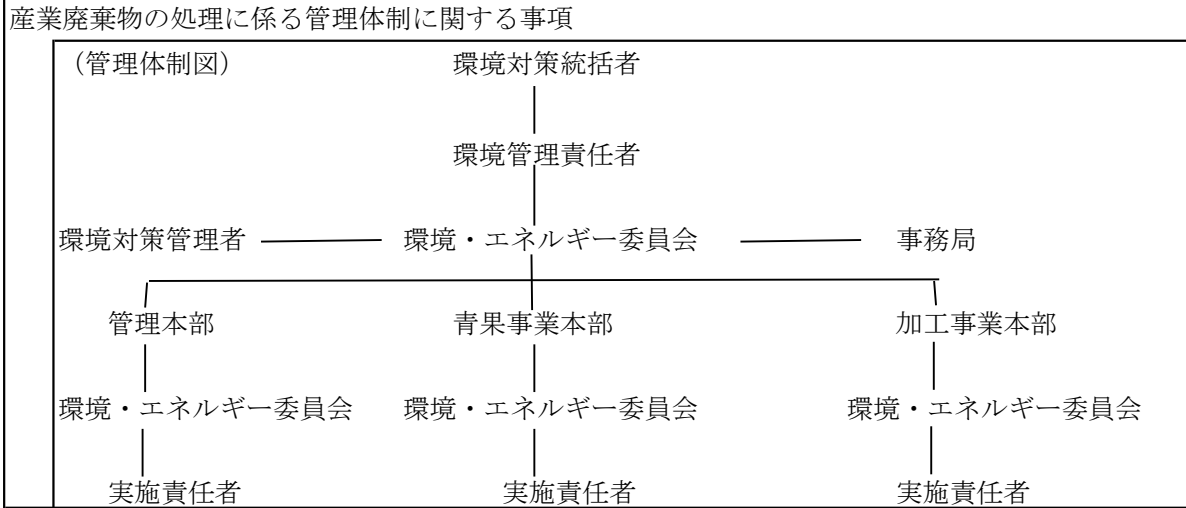 産業廃棄物の処理に係る管理体制に関する事項
（管理体制図） 環境対策統括者
環境管理責任者
環境対策管理者 環境・エネルギー委員会 事務局
管理本部 青果事業本部 加工事業本部
環境・エネルギー委員会 環境・エネルギー委員会 環境・エネルギー委員会
実施責任者 実施責任者 実施責任者